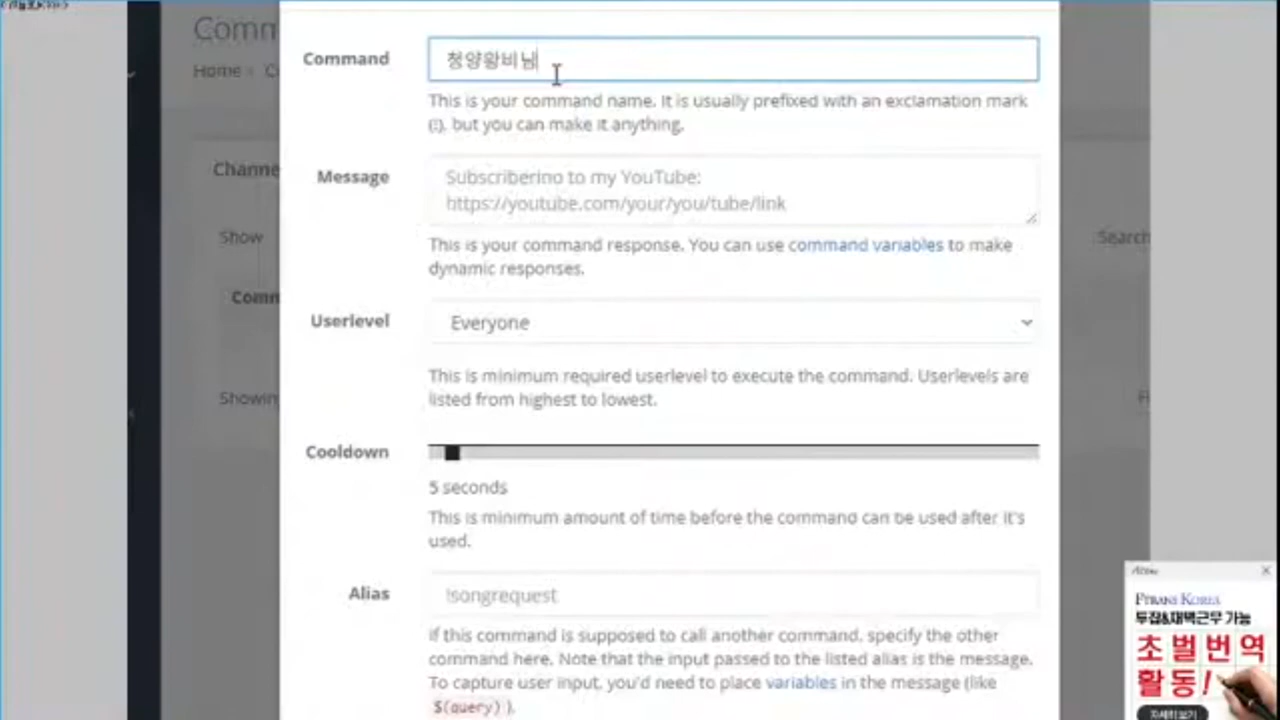 Comm
Home
Command
청양왕비님
This is your command name. It is usually prefixed with an exclamation mark
(!), but you can make it anything.
Channe
Message
Subscriberino to my YouTube:
https://youtube.com/your/you/tube/link
Show
Search
This is your command response. You can use command variables to make
dynamic responses.
Comm
Userlevel
Everyone
This is minimum required userlevel to execute the command. Userlevels are
listed from highest to lowest.
Showin
Cooldown
5 seconds
This is minimum amount of time before the command can be used after it's
used.
Alias
!songrequest
If this command is supposed to call another command, specify the other
command here. Note that the input passed to the listed alias is the message.
To capture user input, you'd need to place variables in the message (like
$(query) ).
FTRANS KOREA
투잡&재택근무 가능
초벌번역
활동!
자세히보기